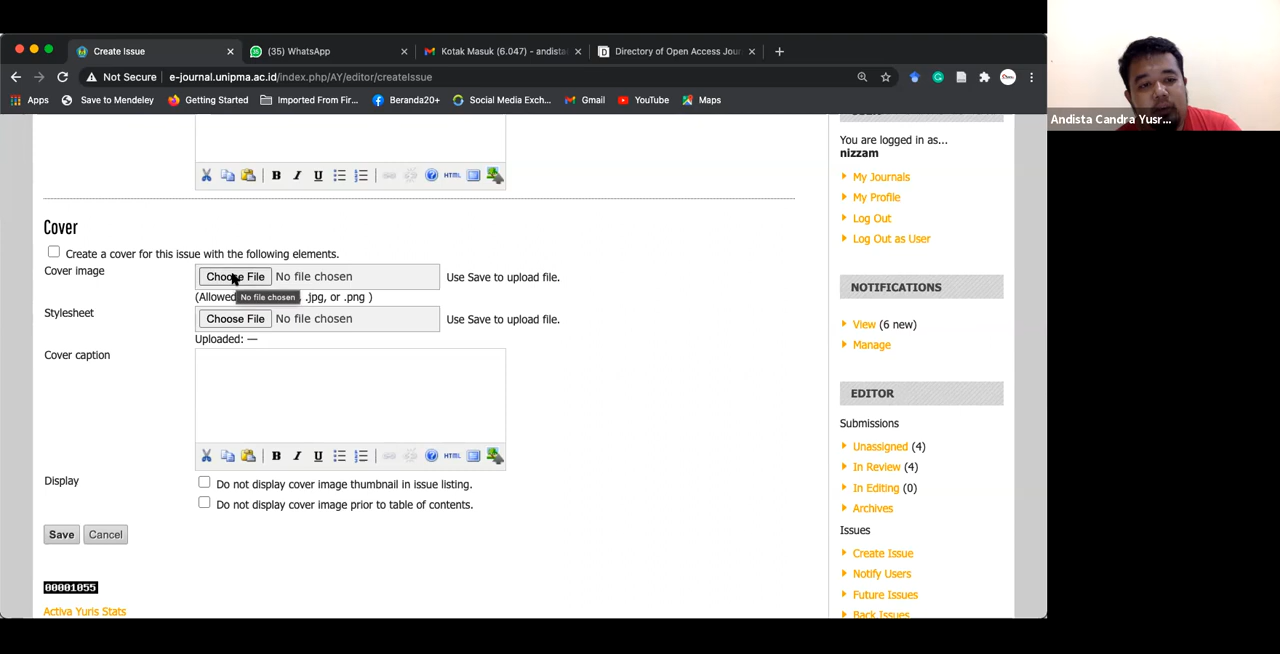 Create Issue
(35) WhatsApp
Kotak Masuk (6.047) - andista
Directory of Open Access Jour
Not Secure
e-journal.unipma.ac.id/index.php/AY/editor/createIssue
Apps
Save to Mendeley
Getting Started
Imported From Fir...
Beranda20+
Social Media Exch...
Gmail
YouTube
Maps
Andista Candra Yusr...
You are logged in as...
nizzam
My Journals
My Profile
Log Out
Log Out as User
NOTIFICATIONS
View (6 new)
Manage
EDITOR
Submissions
Unassigned (4)
In Review (4)
In Editing (0)
Archives
Issues
Create Issue
Notify Users
Future Issues
Back Issues
B I U HTML
Cover
Create a cover for this issue with the following elements.
Cover image
Choose File No file chosen
Use Save to upload file.
(Allowed .jpg, or .png )
No file chosen
Stylesheet
Choose File No file chosen
Use Save to upload file.
Uploaded: —
Cover caption
B I U HTML
Display
Do not display cover image thumbnail in issue listing.
Do not display cover image prior to table of contents.
Save
Cancel
00001055
Activa Yuris Stats